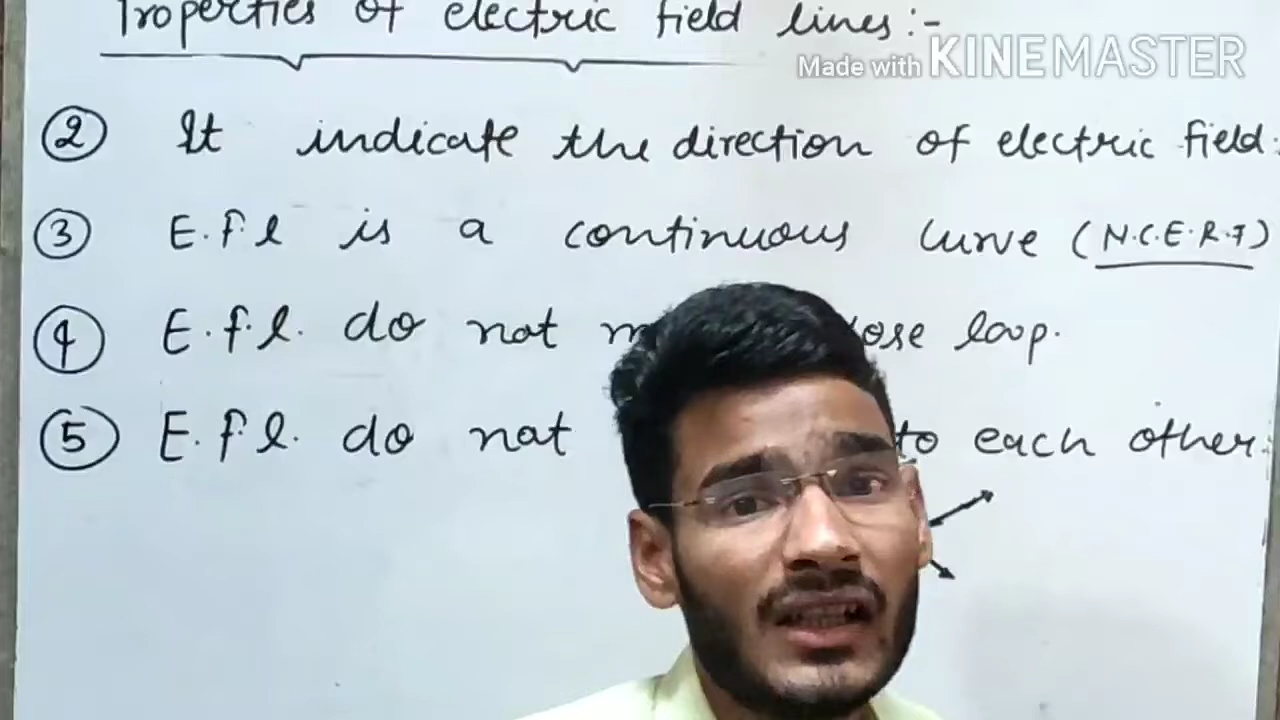 Properties of electric field lines :-
Made with KINEMASTER
② It indicate the direction of electric field.
③ E.f.l is a continuous curve (N.C.E.R.T)
④ E.f.l. do not loop.
⑤ E.f.l. do not to each other.